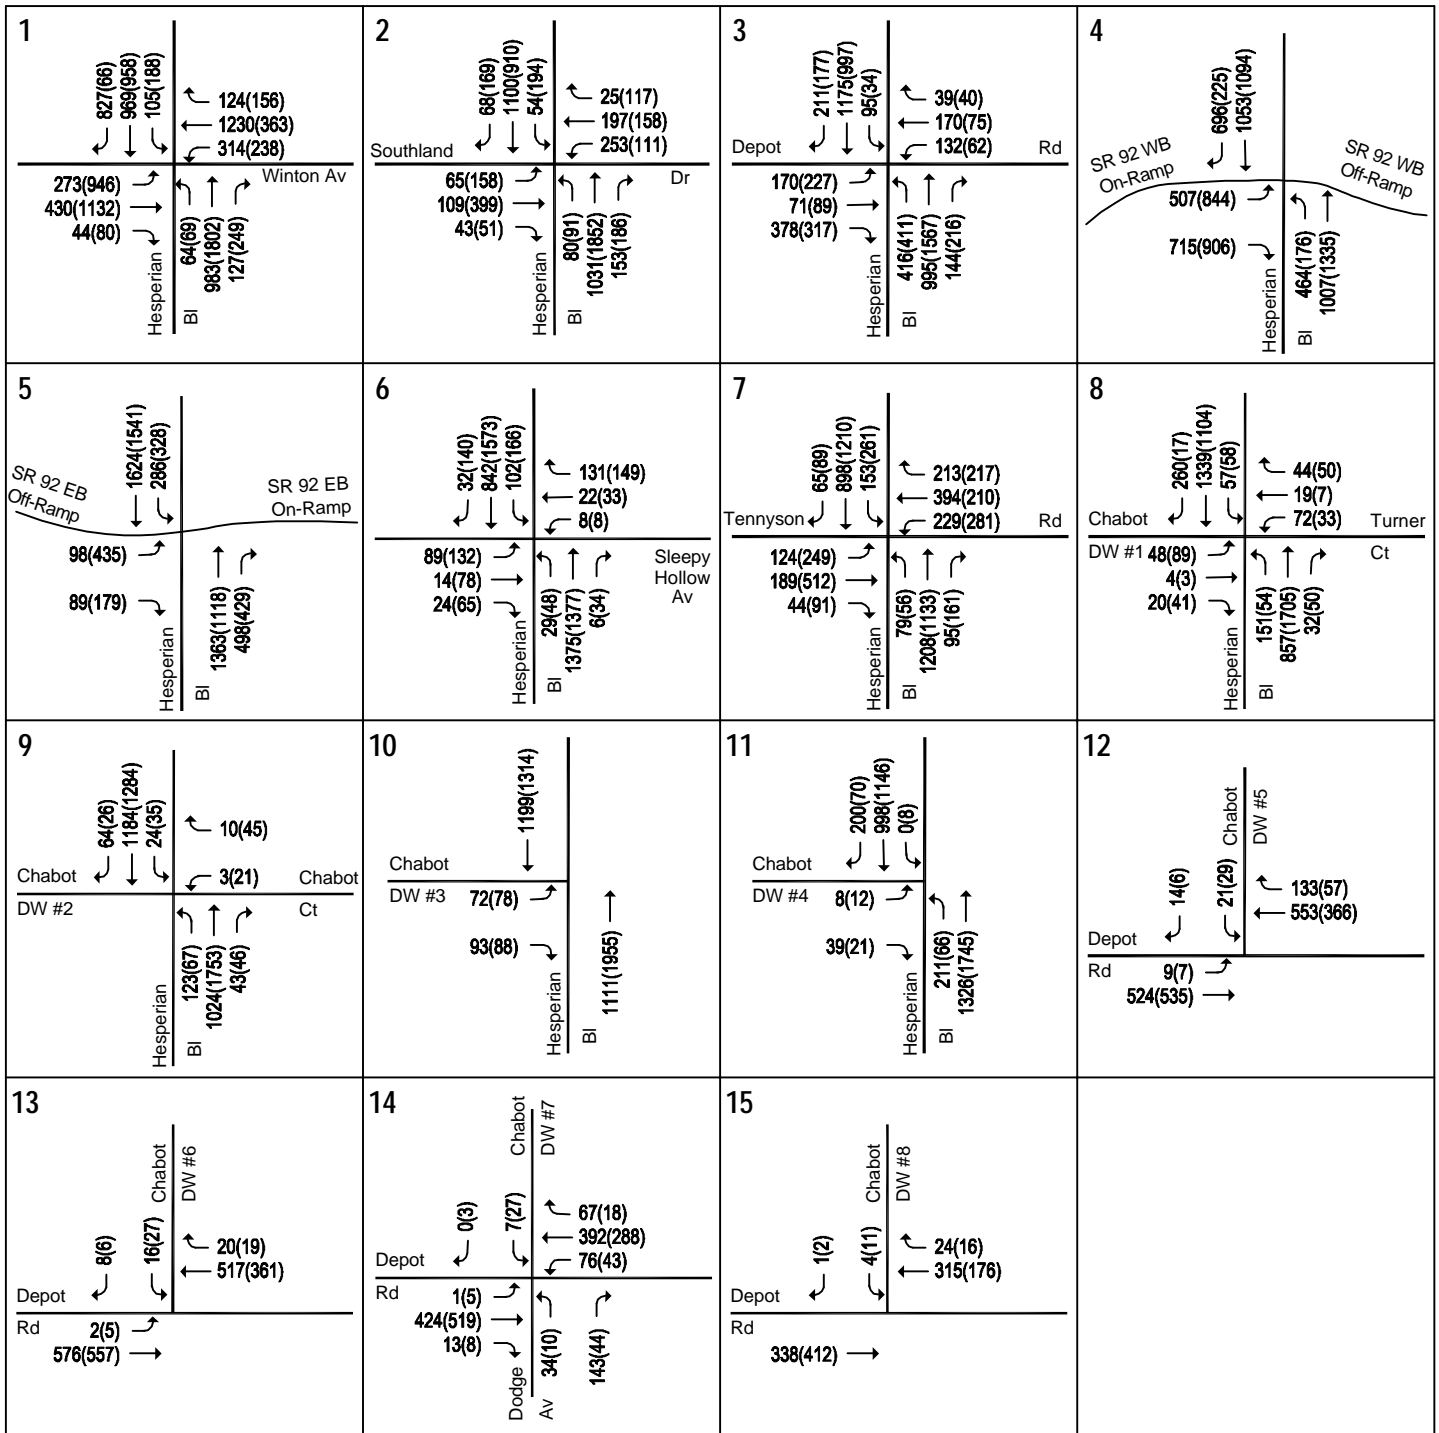 1
827(66)
969(958)
105(188)
124(156)
1230(363)
314(238)
Winton Av
273(946)
430(1132)
44(80)
64(69)
983(1802)
127(249)
Hesperian
Bl
2
68(169)
1100(910)
54(194)
25(117)
197(158)
253(111)
Southland
Dr
65(158)
109(399)
43(51)
80(91)
1031(1852)
153(186)
Hesperian
Bl
3
211(177)
1175(997)
95(34)
39(40)
170(75)
132(62)
Depot
Rd
170(227)
71(89)
378(317)
416(411)
995(1567)
144(216)
Hesperian
Bl
4
696(225)
1053(1094)
SR 92 WB
On-Ramp
SR 92 WB
Off-Ramp
507(844)
715(906)
464(176)
1007(1335)
Hesperian
Bl
5
1624(1541)
286(328)
SR 92 EB
Off-Ramp
SR 92 EB
On-Ramp
98(435)
89(179)
1363(1118)
498(429)
Hesperian
Bl
6
32(140)
842(1573)
102(166)
131(149)
22(33)
8(8)
Sleepy
Hollow
Av
89(132)
14(78)
24(65)
29(48)
1375(1377)
6(34)
Hesperian
Bl
7
65(89)
898(1210)
153(261)
213(217)
394(210)
229(281)
Tennyson
Rd
124(249)
189(512)
44(91)
79(56)
1208(1133)
95(161)
Hesperian
Bl
8
260(17)
1339(1104)
57(58)
44(50)
19(7)
72(33)
Chabot
Turner
DW #1
Ct
48(89)
4(3)
20(41)
151(54)
857(1705)
32(50)
Hesperian
Bl
9
64(26)
1184(1284)
24(35)
10(45)
3(21)
Chabot
Chabot
DW #2
Ct
123(67)
1024(1753)
43(46)
Hesperian
Bl
10
1199(1314)
Chabot
DW #3
72(78)
93(88)
1111(1955)
Hesperian
Bl
11
200(70)
998(1146)
0(8)
Chabot
DW #4
8(12)
39(21)
211(66)
1326(1745)
Hesperian
Bl
12
Chabot
DW #5
14(6)
21(29)
133(57)
553(366)
Depot
Rd
9(7)
524(535)
13
Chabot
DW #6
8(6)
16(27)
20(19)
517(361)
Depot
Rd
2(5)
576(557)
14
Chabot
DW #7
0(3)
7(27)
67(18)
392(288)
76(43)
Depot
Rd
1(5)
424(519)
13(8)
34(10)
143(44)
Dodge
Av
15
Chabot
DW #8
1(2)
4(11)
24(16)
315(176)
Depot
Rd
338(412)